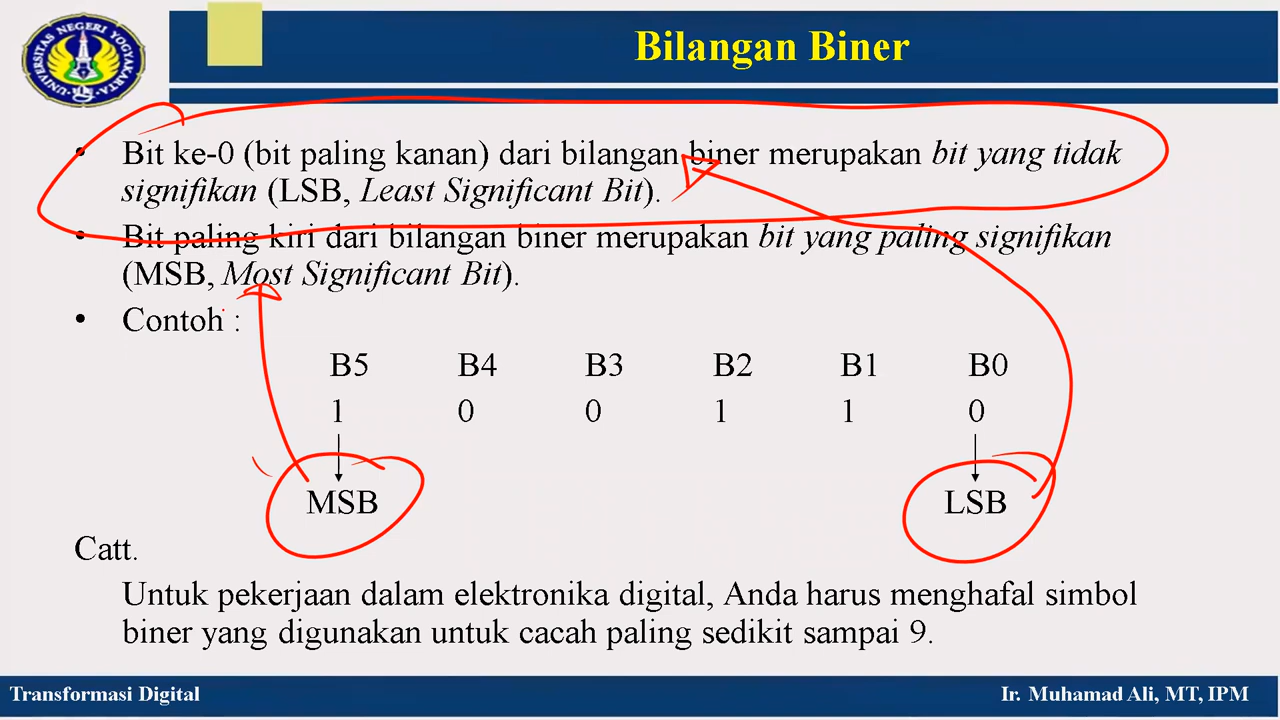 UNIVERSITAS NEGERI YOGYAKARTA
Bilangan Biner
• Bit ke-0 (bit paling kanan) dari bilangan biner merupakan bit yang tidak
signifikan (LSB, Least Significant Bit).
• Bit paling kiri dari bilangan biner merupakan bit yang paling signifikan
(MSB, Most Significant Bit).
• Contoh :
B5 B4 B3 B2 B1 B0
1 0 0 1 1 0
MSB LSB
Catt.
Untuk pekerjaan dalam elektronika digital, Anda harus menghafal simbol
biner yang digunakan untuk cacah paling sedikit sampai 9.
Transformasi Digital Ir. Muhamad Ali, MT, IPM